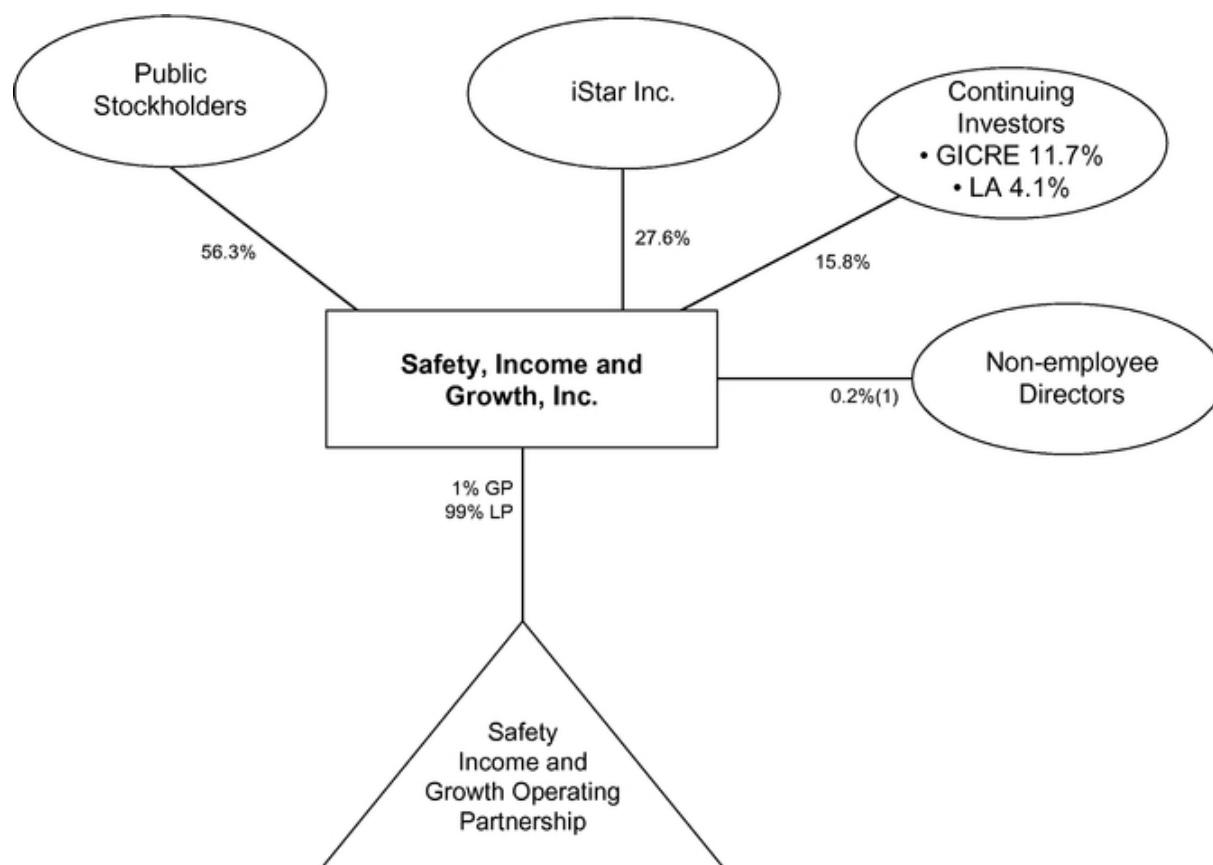 Public
Stockholders
iStar Inc.
Continuing
Investors
• GICRE 11.7%
• LA 4.1%
56.3%
27.6%
15.8%
Safety, Income and
Growth, Inc.
Non-employee
Directors
0.2%(1)
1% GP
99% LP
Safety
Income and
Growth Operating
Partnership